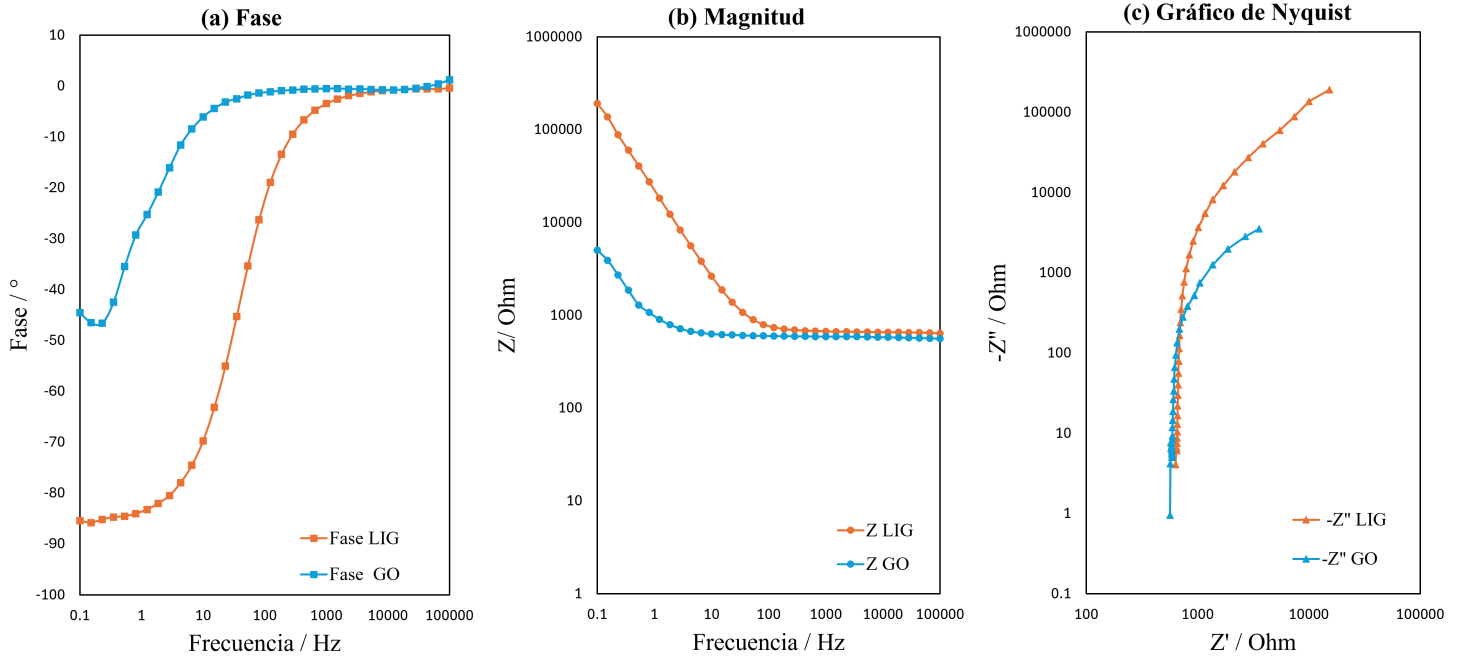 (a) Fase
10
0
-10
-20
-30
-40
-50
-60
-70
-80
-90
-100
Fase / °
0.1 1 10 100 1000 10000 100000
Frecuencia / Hz
Fase LIG
Fase GO
(b) Magnitud
1000000
100000
10000
1000
100
10
1
Z/ Ohm
0.1 1 10 100 1000 10000 100000
Frecuencia / Hz
Z LIG
Z GO
(c) Gráfico de Nyquist
1000000
100000
10000
1000
100
10
1
0.1
-Z" / Ohm
100 1000 10000 100000
Z' / Ohm
-Z" LIG
-Z" GO